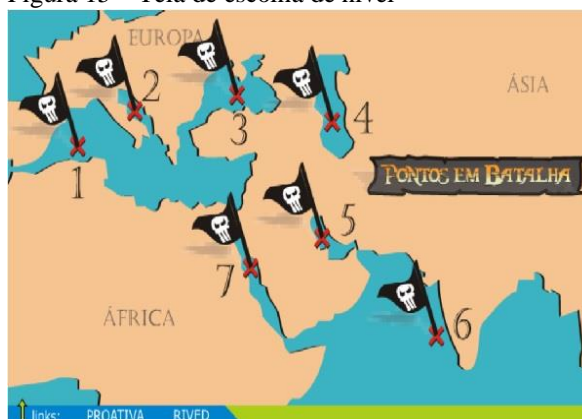 Figura 13 – Tela de escolha de nível
EUROPA
ÁSIA
2
3
4
PONTOS EM BATALHA
1
5
7
6
ÁFRICA
links: PROATIVA RIVED